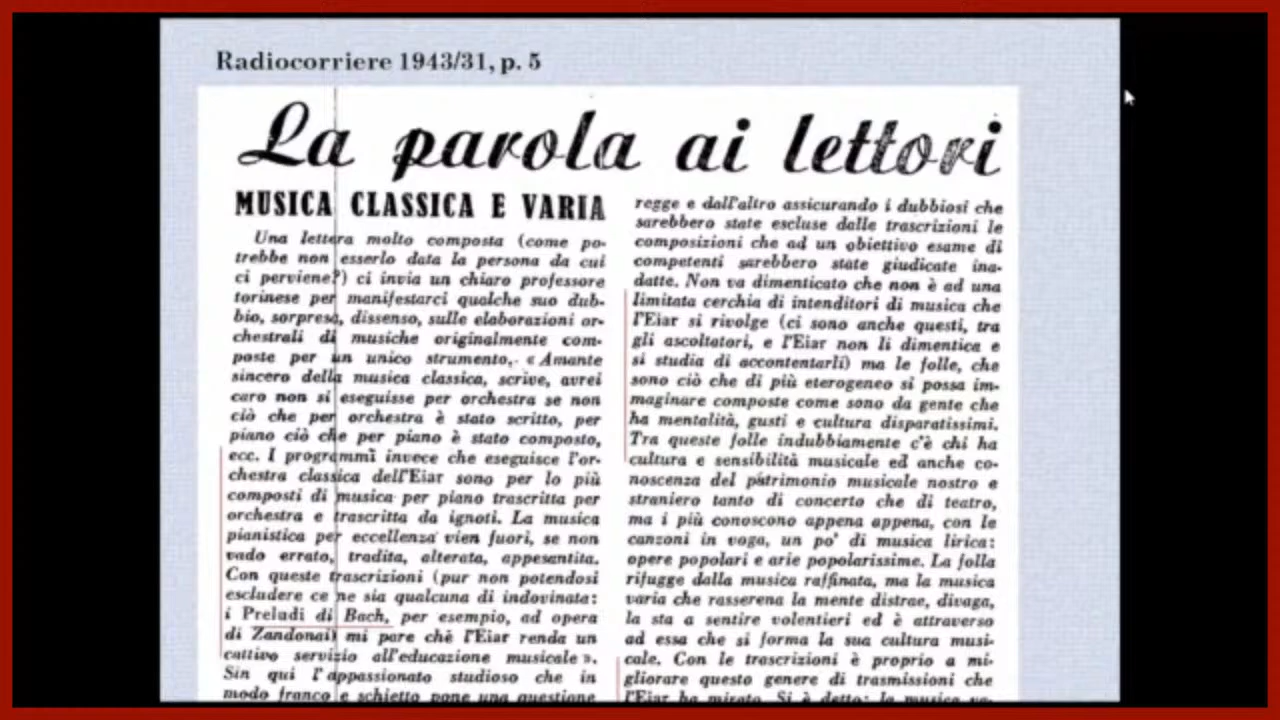 Radiocorriere 1943/31, p. 5
La parola ai lettori
MUSICA CLASSICA E VARIA
Una lettera molto composta (come po-
trebbe non esserlo data la persona da cui
ci perviene?) ci invia un chiaro professore
torinese per manifestarci qualche suo dub-
bio, sorpresa, dissenso, sulle elaborazioni or-
chestrali di musiche originalmente com-
poste per un unico strumento, « Amante
sincero della musica classica, scrive, avrei
caro non si eseguisse per orchestra se non
ciò che per orchestra è stato scritto, per
piano ciò che per piano è stato composto,
ecc. I programmi invece che eseguisce l'or-
chestra classica dell'Eiar sono per lo più
composti di musica per piano trascritta per
orchestra e trascritta da ignoti. La musica
pianistica per eccellenza vien fuori, se non
vado errato, tradita, alterata, appesantita.
Con queste trascrizioni (pur non potendosi
escludere ce ne sia qualcuna di indovinata:
i Preludi di Bach, per esempio, ad opera
di Zandonai) mi pare chè l'Eiar renda un
cattivo servizio all'educazione musicale ».
Sin qui l'appassionato studioso che in
modo franco e schietto pone una questione
regge e dall'altro assicurando i dubbiosi che
sarebbero state escluse dalle trascrizioni le
composizioni che ad un obiettivo esame di
competenti sarebbero state giudicate ina-
datte. Non va dimenticato che non è ad una
limitata cerchia di intenditori di musica che
l'Eiar si rivolge (ci sono anche questi, tra
gli ascoltatori, e l'Eiar non li dimentica e
si studia di accontentarli) ma le folle, che
sono ciò che di più eterogeneo si possa im-
maginare composte come sono da gente che
ha mentalità, gusti e cultura disparatissimi.
Tra queste folle indubbiamente c'è chi ha
cultura e sensibilità musicale ed anche co-
noscenza del patrimonio musicale nostro e
straniero tanto di concerto che di teatro,
ma i più conoscono appena appena, con le
canzoni in voga, un po' di musica lirica:
opere popolari e arie popolarissime. La folla
rifugge dalla musica raffinata, ma la musica
varia che rasserena la mente distrae, divaga,
la sta a sentire volentieri ed è attraverso
ad essa che si forma la sua cultura musi-
cale. Con le trascrizioni è proprio a mi-
gliorare questo genere di trasmissioni che
l'Eiar ha mirato. Si è detto: la musica va-